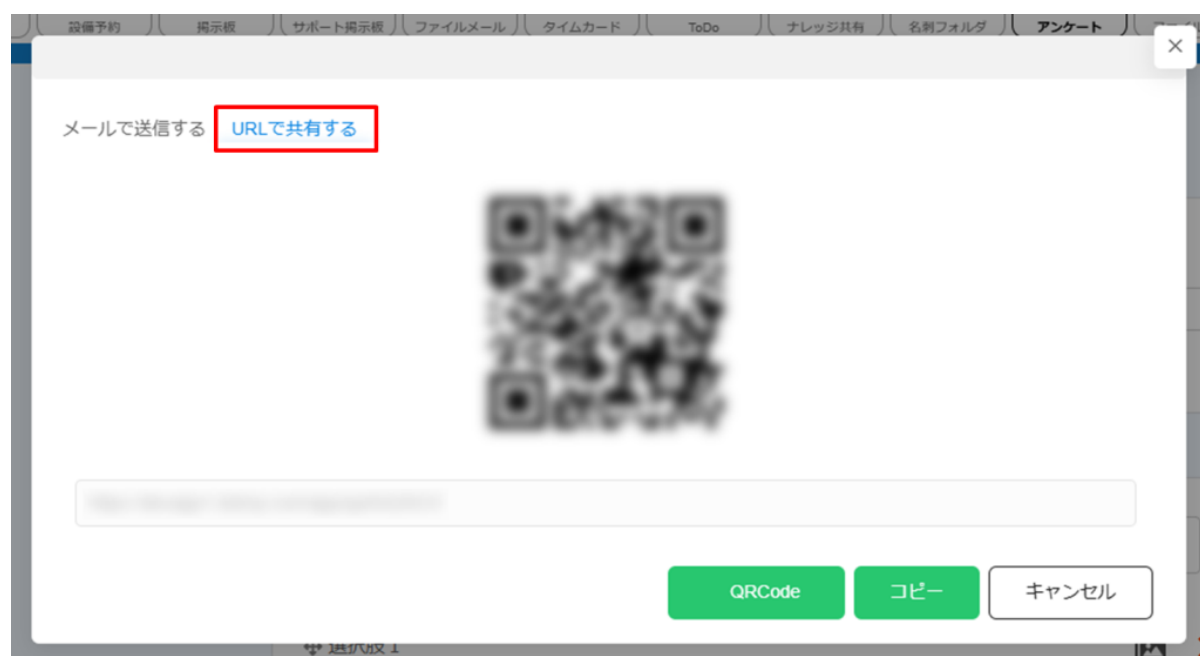 設備予約 掲示板 サポート掲示板 ファイルメール タイムカード ToDo ナレッジ共有 名刺フォルダ アンケート
×
メールで送信する URLで共有する
QRCode コピー キャンセル
選択肢 1